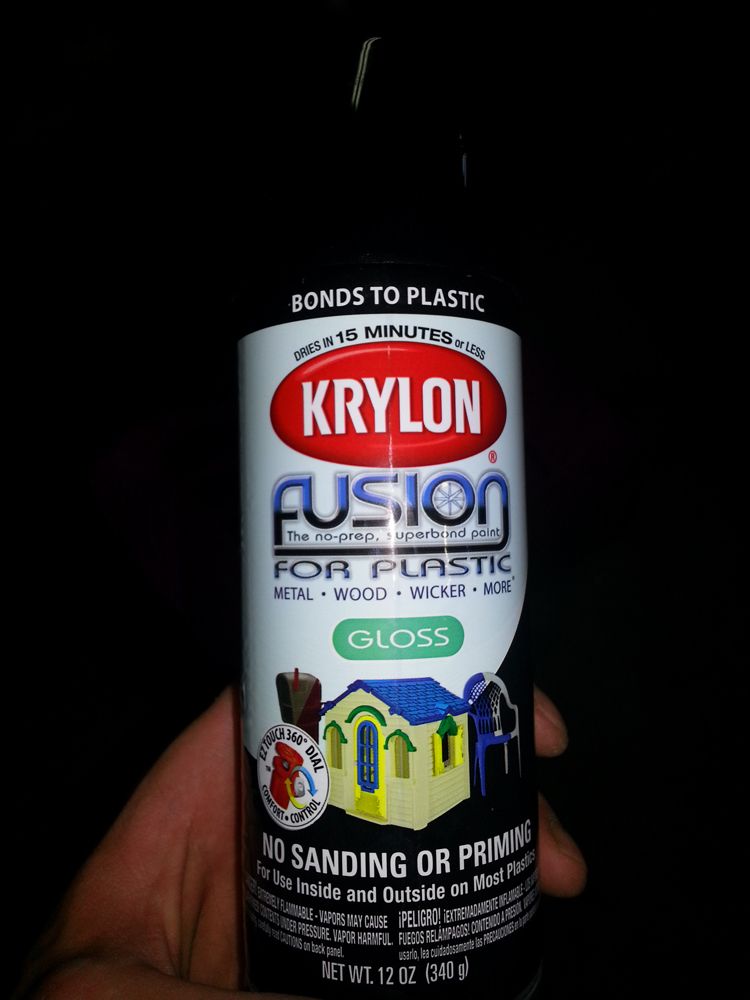 BONDS TO PLASTIC
DRIES IN 15 MINUTES or LESS
KRYLON
®
FUSION
The no-prep, superbond paint
FOR PLASTIC
METAL • WOOD • WICKER • MORE
GLOSS
EZ TOUCH 360° DIAL
COMFORT • CONTROL
NO SANDING OR PRIMING
For Use Inside and Outside on Most Plastics
EXTREMELY FLAMMABLE - VAPORS MAY CAUSE
CONTENTS UNDER PRESSURE. VAPOR HARMFUL.
CAUTIONS on back panel.
¡PELIGRO! ¡EXTREMADAMENTE
FUEGOS RELÁMPAGOS! CONTENIDO A PRESIÓN.
usarlo, lea cuidadosamente las PRECAUCIONES
NET WT. 12 OZ (340 g)